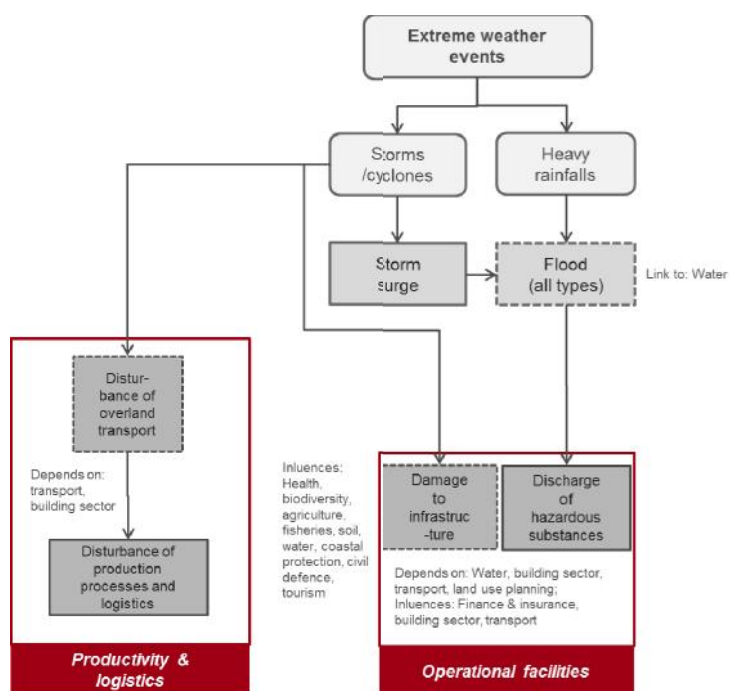 Extreme weather
events
Storms
/cyclones
Heavy
rainfalls
Storm
surge
Flood
(all types)
Link to: Water
Distur-
bance of
overland
transport
Depends on:
transport,
building sector
Disturbance of
production
processes and
logistics
Productivity &
logistics
Inluences:
Health,
biodiversity,
agriculture,
fisheries, soil,
water, coastal
protection, civil
defence,
tourism
Damage
to
infrastruc
-ture
Discharge
of
hazardous
substances
Depends on: Water, building sector,
transport, land use planning;
Inluences: Finance & insurance,
building sector, transport
Operational facilities